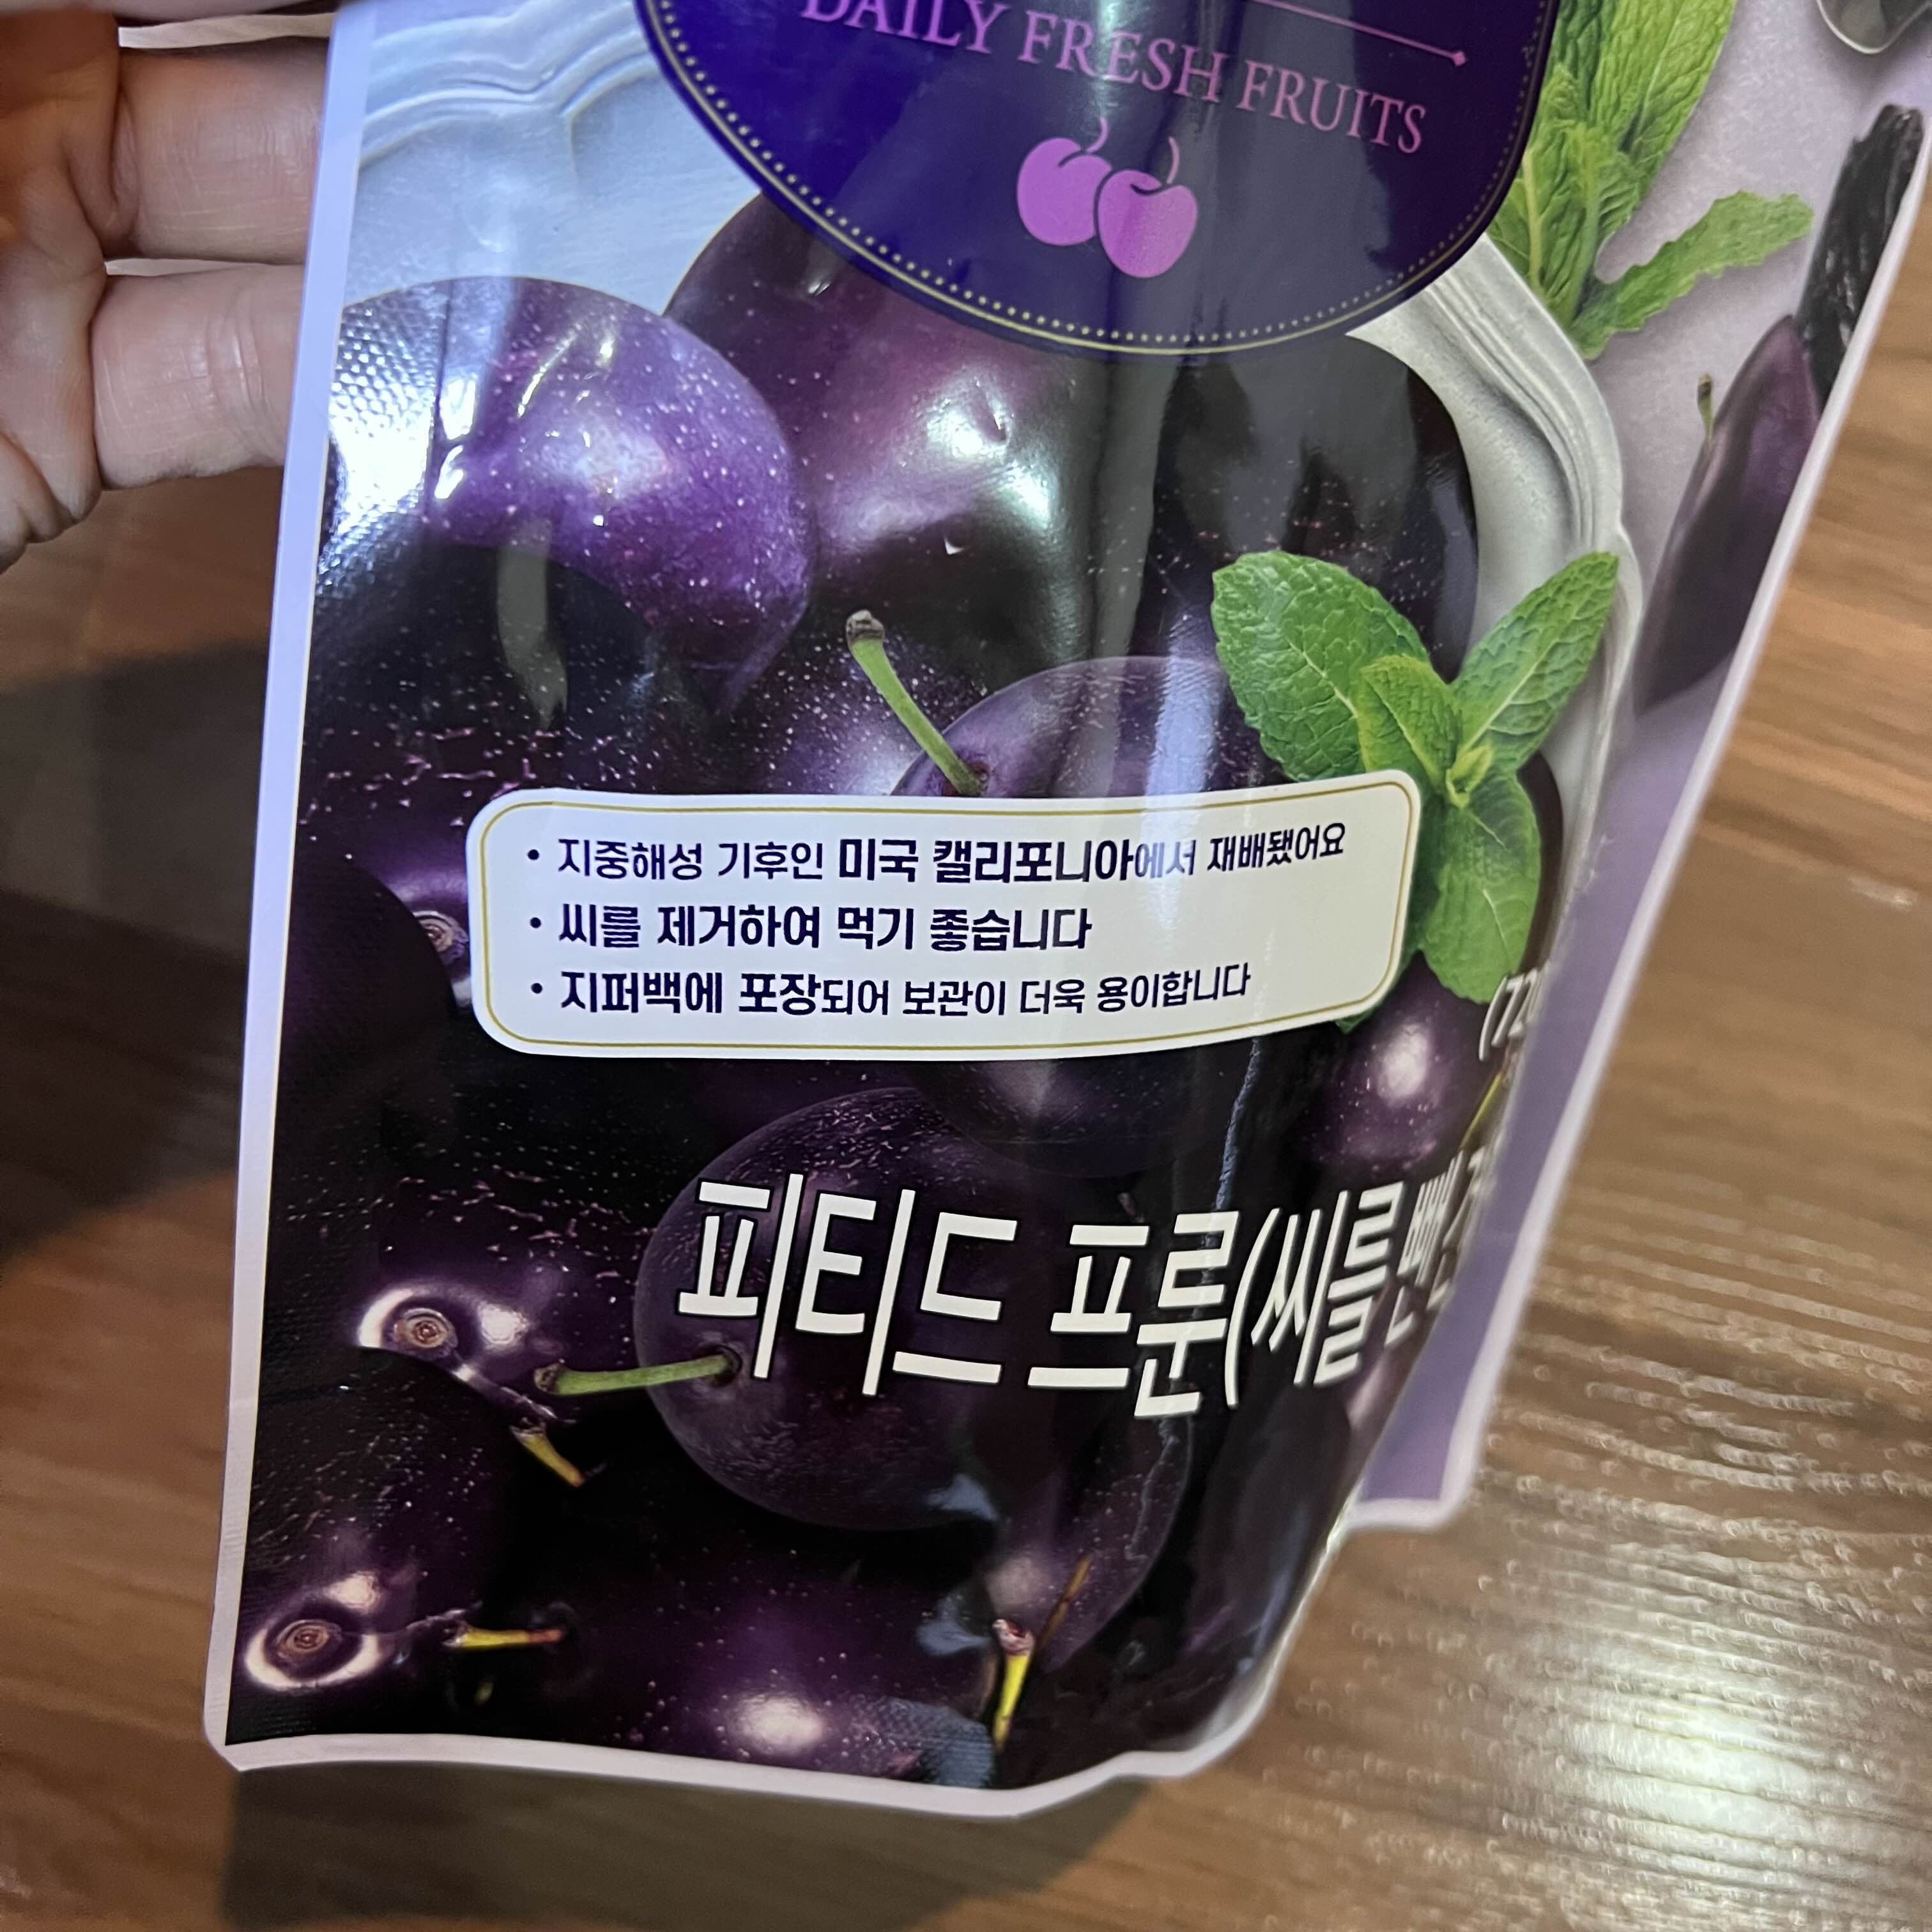 DAILY FRESH FRUITS
• 지중해성 기후인 미국 캘리포니아에서 재배됐어요
• 씨를 제거하여 먹기 좋습니다
• 지퍼백에 포장되어 보관이 더욱 용이합니다
피티드 프룬(씨를 뺀